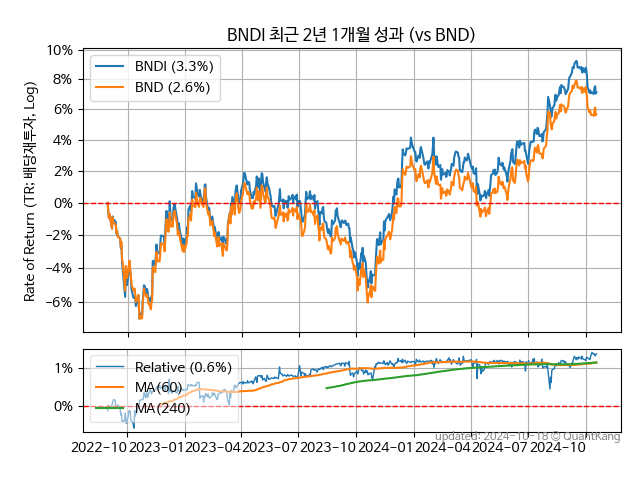 BNDI 최근 2년 1개월 성과 (vs BND)
Rate of Return (TR: 배당재투자, Log)
10%
8%
6%
4%
2%
0%
−2%
−4%
−6%
BNDI (3.3%)
BND (2.6%)
1%
0%
Relative (0.6%)
MA(60)
MA(240)
2022-10 2023-01 2023-04 2023-07 2023-10 2024-01 2024-04 2024-07 2024-10
updated: 2024-10-18 © QuantKang